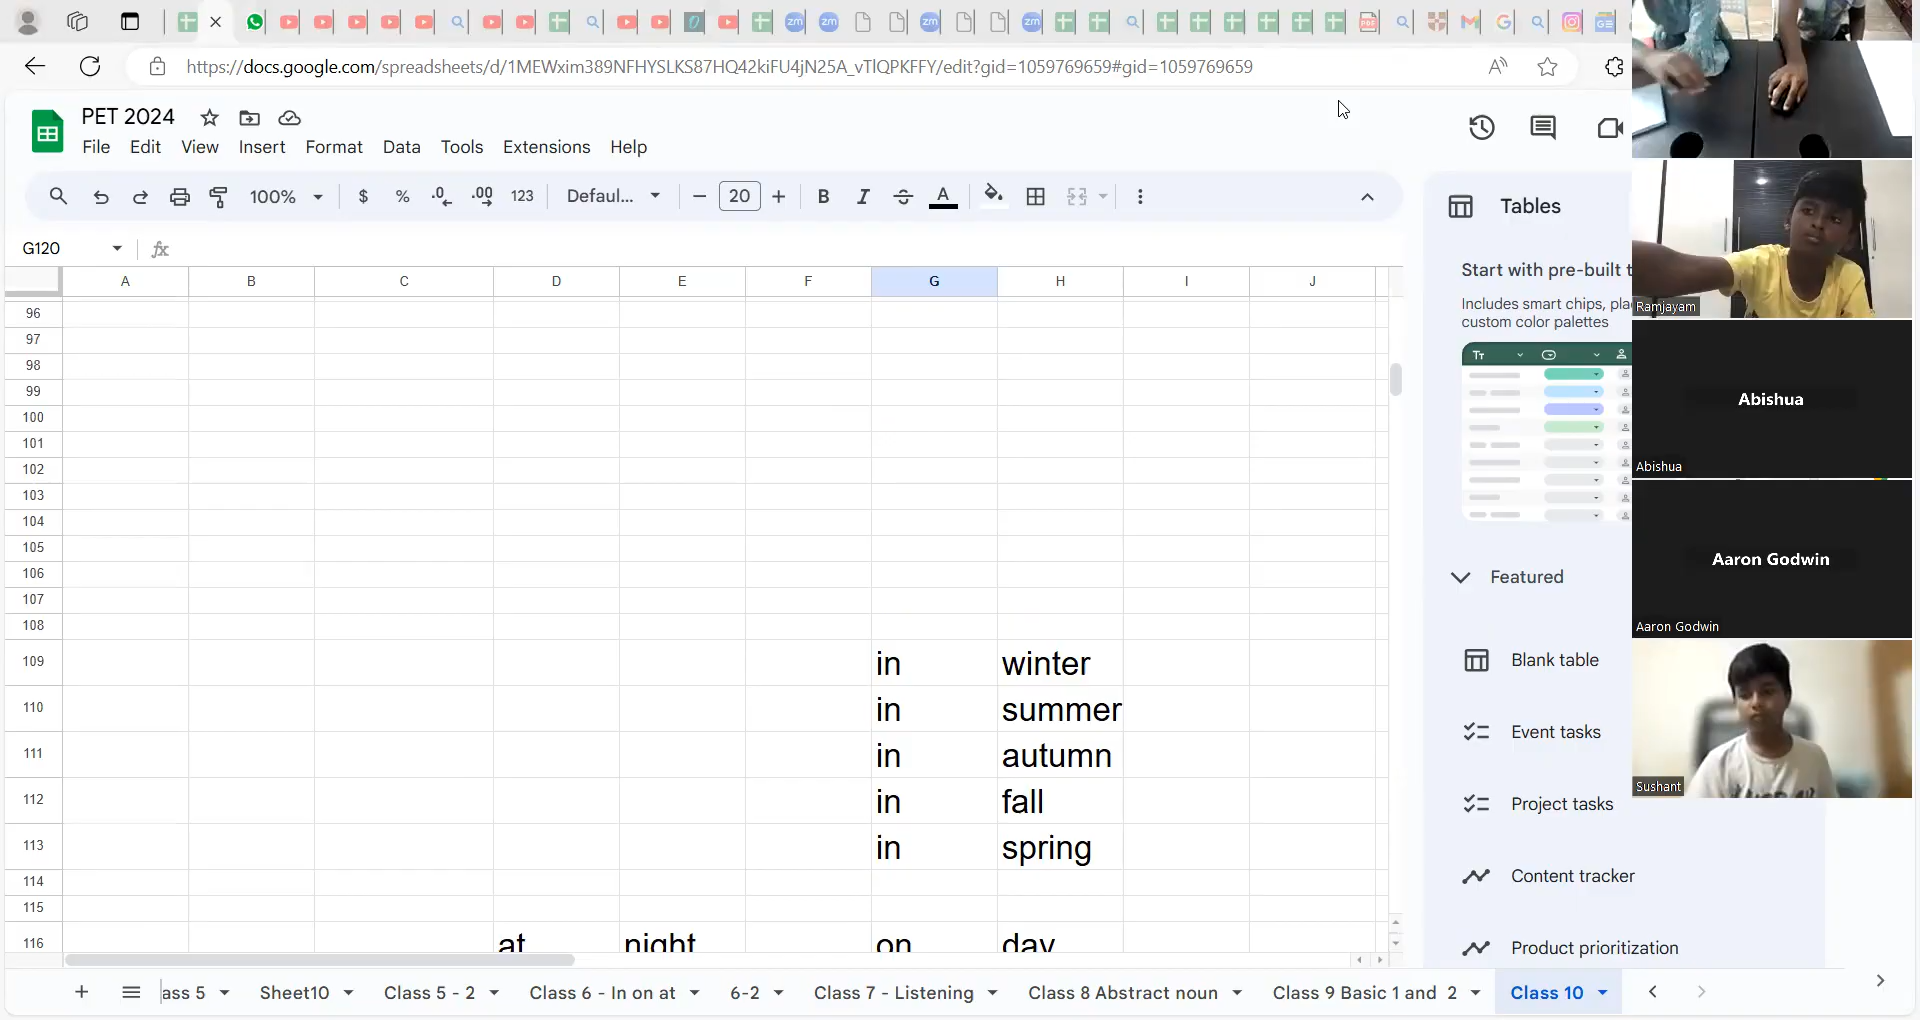 https://docs.google.com/spreadsheets/d/1MEWxim389NFHYSLKS87HQ42kiFU4jN25A_vTlQPKFFY/edit?gid=1059769659#gid=1059769659
PET 2024
File Edit View Insert Format Data Tools Extensions Help
100% $ % .0 .00 123 Defaul... 20 B I A
G120 fx
A B C D E F G H I J
96
97
98
99
100
101
102
103
104
105
106
107
108
109 in winter
110 in summer
111 in autumn
112 in fall
113 in spring
114
115
116 at night on day
Tables
Start with pre-built t
Includes smart chips, pla
custom color palettes
Featured
Blank table
Event tasks
Project tasks
Content tracker
Product prioritization
Ramjayam
Abishua
Abishua
Aaron Godwin
Aaron Godwin
Sushant
ass 5 Sheet10 Class 5 - 2 Class 6 - In on at 6-2 Class 7 - Listening Class 8 Abstract noun Class 9 Basic 1 and 2 Class 10